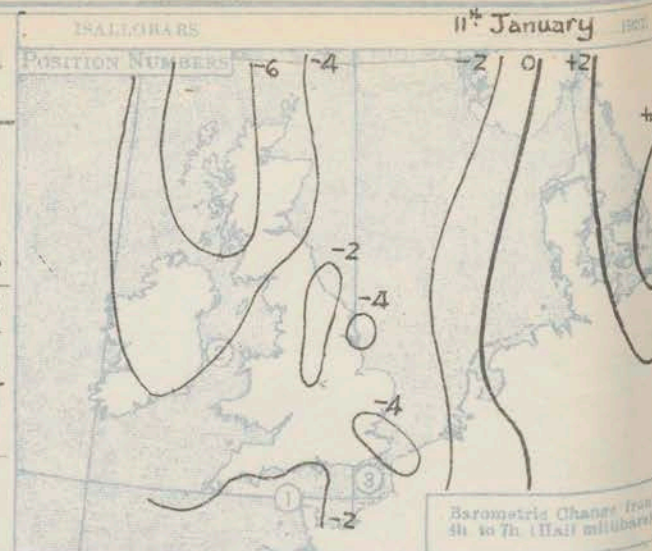 ISALLOBARS 11th January
POSITION NUMBERS
-6 -4 -2 0 +2
-2
-4
-4
1 3
-2
Barometric Change from
4h to 7h (Half millibars